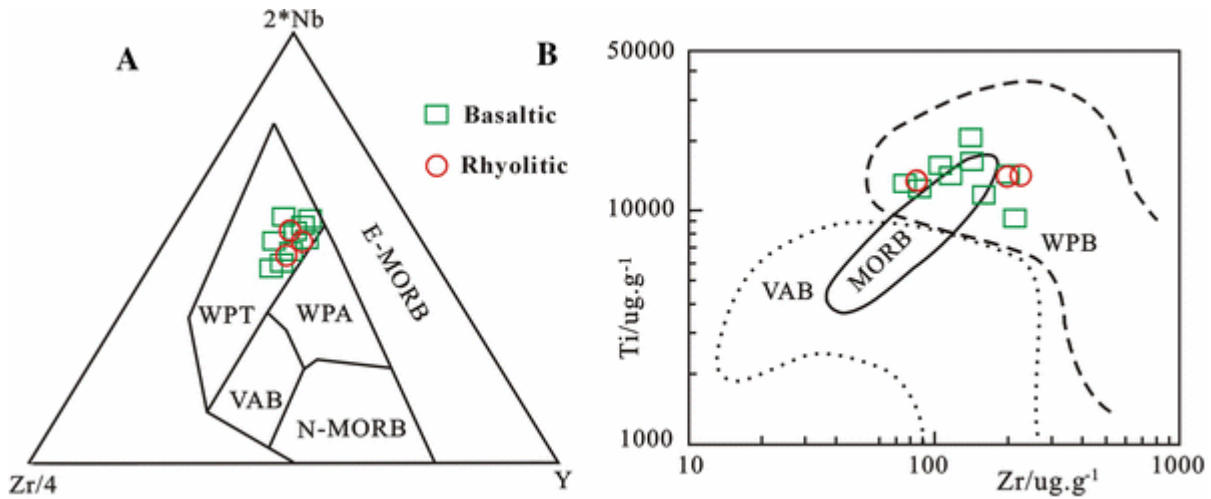 A
2*Nb
Basaltic
Rhyolitic
E-MORB
WPT
WPA
VAB
N-MORB
Zr/4
Y
B
50000
10000
1000
Ti/ug.g-1
WPB
MORB
VAB
10
100
1000
Zr/ug.g-1